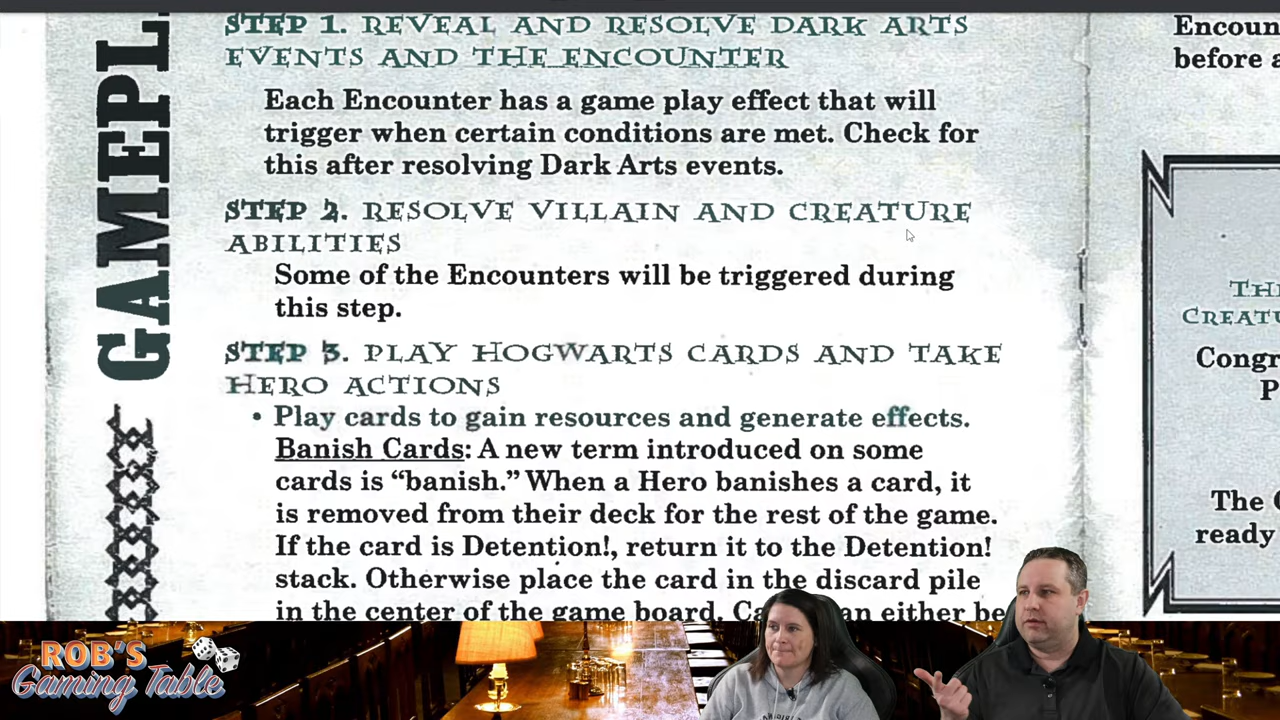 GAMEPL
STEP 1. REVEAL AND RESOLVE DARK ARTS
EVENTS AND THE ENCOUNTER
Each Encounter has a game play effect that will
trigger when certain conditions are met. Check for
this after resolving Dark Arts events.
STEP 2. RESOLVE VILLAIN AND CREATURE
ABILITIES
Some of the Encounters will be triggered during
this step.
STEP 3. PLAY HOGWARTS CARDS AND TAKE
HERO ACTIONS
• Play cards to gain resources and generate effects.
Banish Cards: A new term introduced on some
cards is “banish.” When a Hero banishes a card, it
is removed from their deck for the rest of the game.
If the card is Detention!, return it to the Detention!
stack. Otherwise place the card in the discard pile
in the center of the game board. an either be
Encoun
before a
TH
CREATU
Congr
P
The
ready
ROB'S
Gaming Table